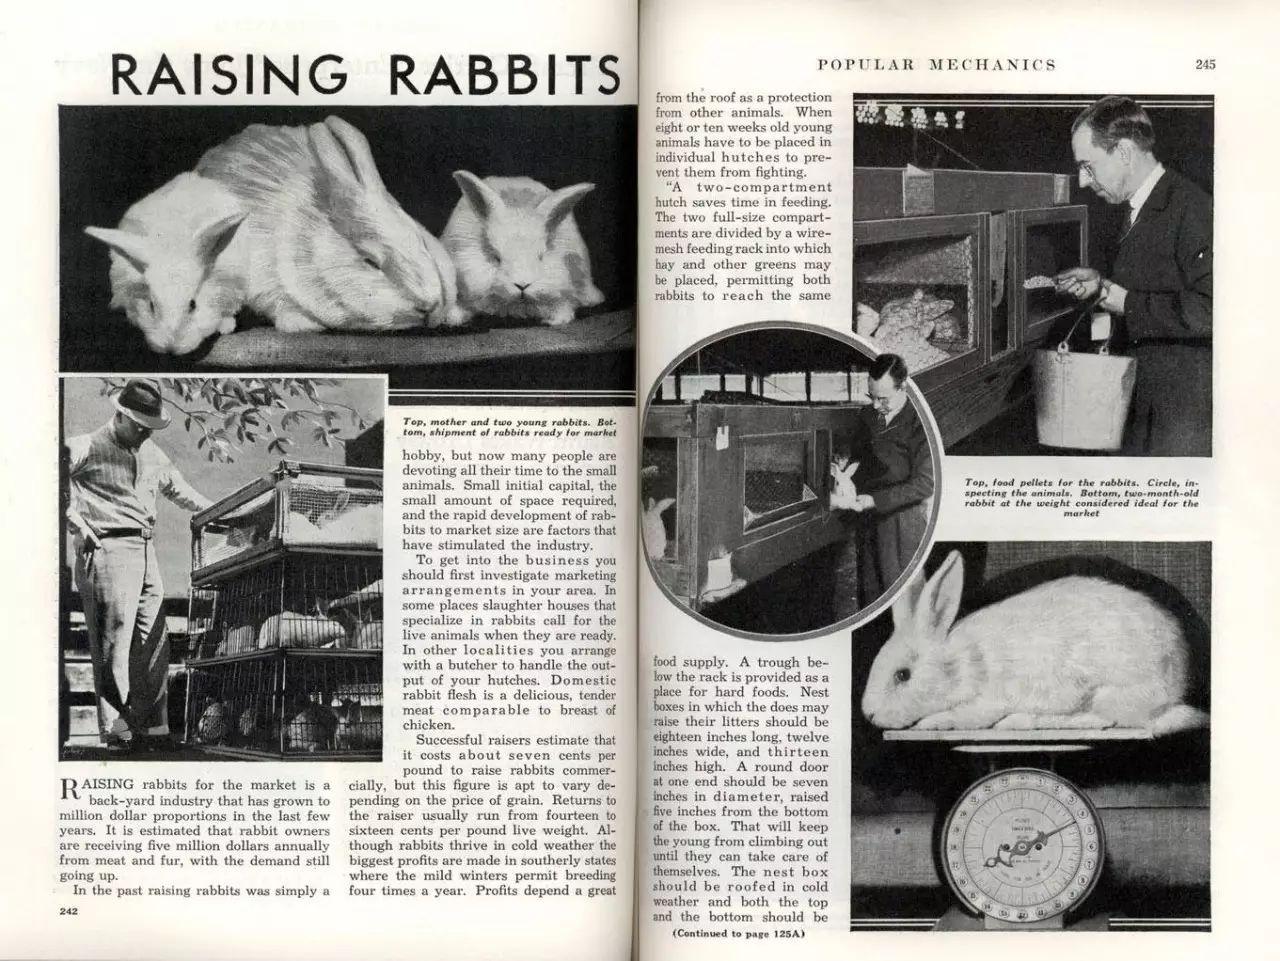 RAISING RABBITS
Top, mother and two young rabbits. Bot-
tom, shipment of rabbits ready for market
RAISING rabbits for the market is a
back-yard industry that has grown to
million dollar proportions in the last few
years. It is estimated that rabbit owners
are receiving five million dollars annually
from meat and fur, with the demand still
going up.
In the past raising rabbits was simply a
hobby, but now many people are
devoting all their time to the small
animals. Small initial capital, the
small amount of space required,
and the rapid development of rab-
bits to market size are factors that
have stimulated the industry.
To get into the business you
should first investigate marketing
arrangements in your area. In
some places slaughter houses that
specialize in rabbits call for the
live animals when they are ready.
In other localities you arrange
with a butcher to handle the out-
put of your hutches. Domestic
rabbit flesh is a delicious, tender
meat comparable to breast of
chicken.
Successful raisers estimate that
it costs about seven cents per
pound to raise rabbits commer-
cially, but this figure is apt to vary de-
pending on the price of grain. Returns to
the raiser usually run from fourteen to
sixteen cents per pound live weight. Al-
though rabbits thrive in cold weather the
biggest profits are made in southerly states
where the mild winters permit breeding
four times a year. Profits depend a great
242
POPULAR MECHANICS
245
from the roof as a protection
from other animals. When
eight or ten weeks old young
animals have to be placed in
individual hutches to pre-
vent them from fighting.
"A two-compartment
hutch saves time in feeding.
The two full-size compart-
ments are divided by a wire-
mesh feeding rack into which
hay and other greens may
be placed, permitting both
rabbits to reach the same
Top, food pellets for the rabbits. Circle, in-
specting the animals. Bottom, two-month-old
rabbit at the weight considered ideal for the
market
food supply. A trough be-
low the rack is provided as a
place for hard foods. Nest
boxes in which the does may
raise their litters should be
eighteen inches long, twelve
inches wide, and thirteen
inches high. A round door
at one end should be seven
inches in diameter, raised
five inches from the bottom
of the box. That will keep
the young from climbing out
until they can take care of
themselves. The nest box
should be roofed in cold
weather and both the top
and the bottom should be
(Continued to page 125A)